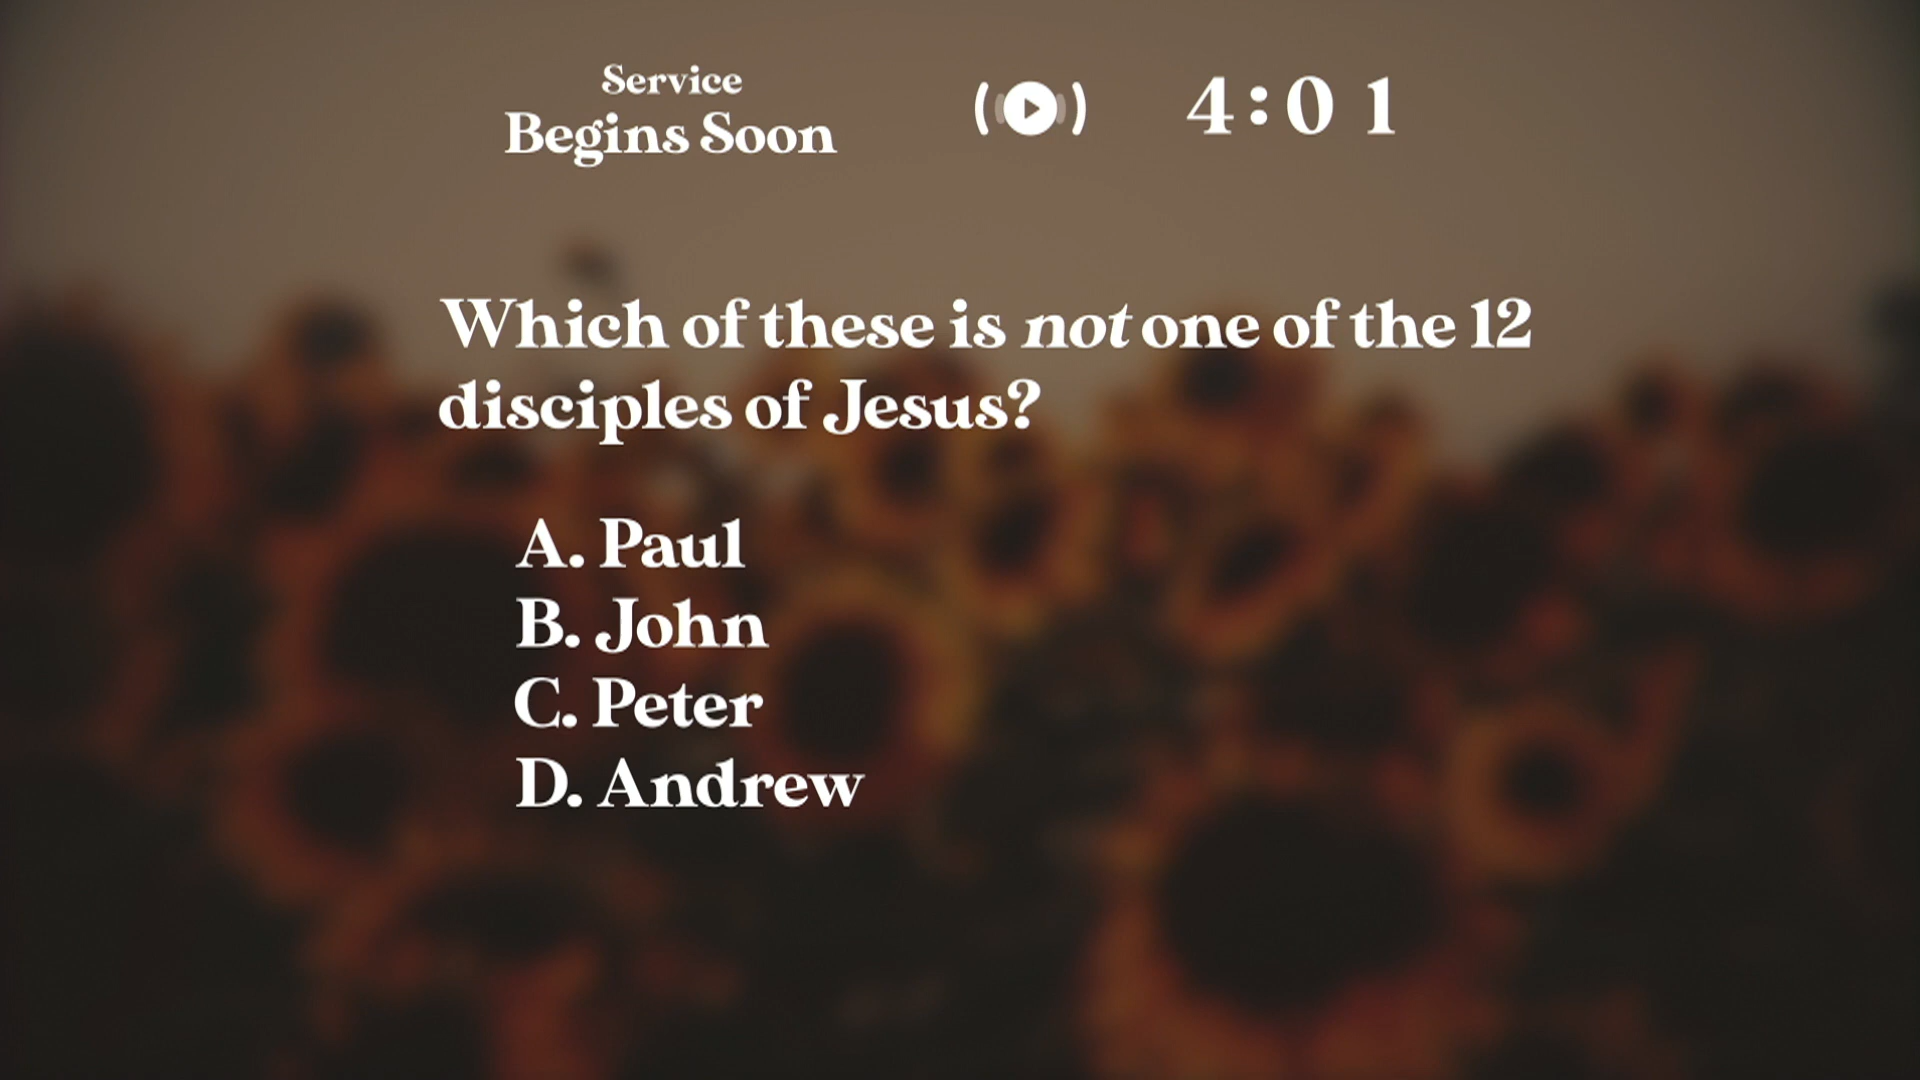 Service
Begins Soon
4:01
Which of these is not one of the 12
disciples of Jesus?
A. Paul
B. John
C. Peter
D. Andrew